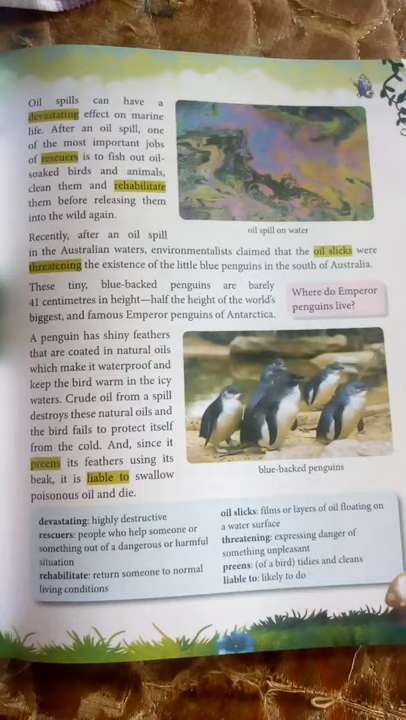 Oil spills can have a
devastating effect on marine
life. After an oil spill, one
of the most important jobs
of rescuers is to fish out oil-
soaked birds and animals,
clean them and rehabilitate
them before releasing them
into the wild again.
oil spill on water
Recently, after an oil spill
in the Australian waters, environmentalists claimed that the oil slicks were
threatening the existence of the little blue penguins in the south of Australia.
These tiny, blue-backed penguins are barely
41 centimetres in height—half the height of the world's
biggest, and famous Emperor penguins of Antarctica.
Where do Emperor
penguins live?
A penguin has shiny feathers
that are coated in natural oils
which make it waterproof and
keep the bird warm in the icy
waters. Crude oil from a spill
destroys these natural oils and
the bird fails to protect itself
from the cold. And, since it
preens its feathers using its
beak, it is liable to swallow
poisonous oil and die.
blue-backed penguins
devastating: highly destructive
rescuers: people who help someone or
something out of a dangerous or harmful
situation
rehabilitate: return someone to normal
living conditions
oil slicks: films or layers of oil floating on
a water surface
threatening: expressing danger of
something unpleasant
preens: (of a bird) tidies and cleans
liable to: likely to do